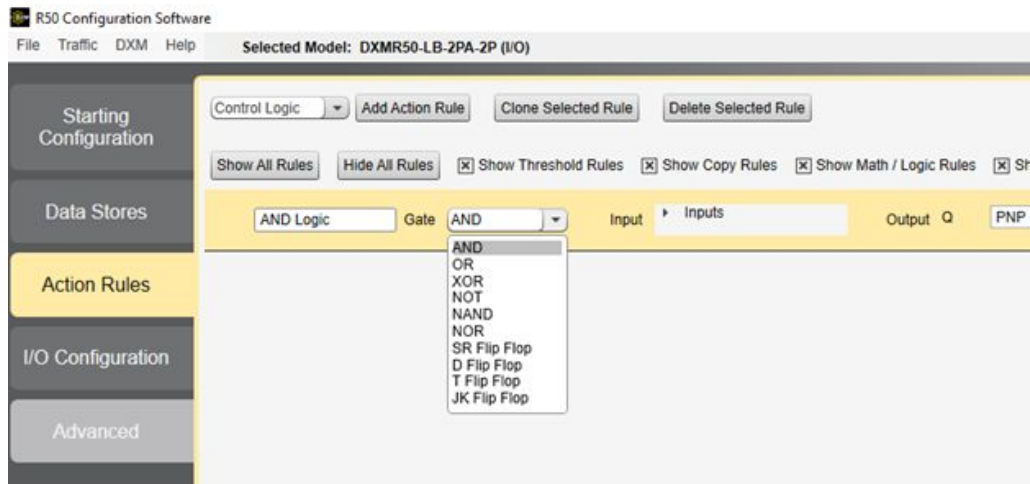 R50 Configuration Software
File Traffic DXM Help Selected Model: DXMR50-LB-2PA-2P (I/O)
Starting
Configuration
Data Stores
Action Rules
I/O Configuration
Advanced
Control Logic Add Action Rule Clone Selected Rule Delete Selected Rule
Show All Rules Hide All Rules Show Threshold Rules Show Copy Rules Show Math / Logic Rules Sh
AND Logic Gate AND Input Inputs Output Q PNP
AND
OR
XOR
NOT
NAND
NOR
SR Flip Flop
D Flip Flop
T Flip Flop
JK Flip Flop